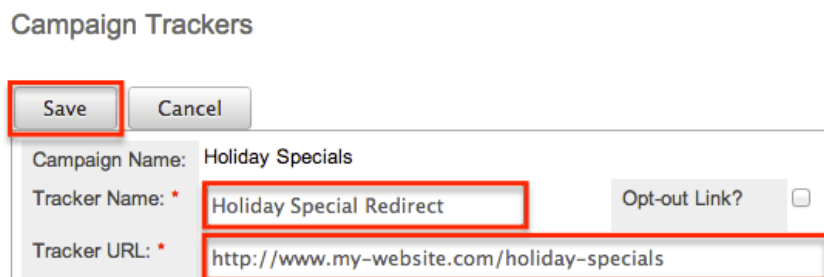 Campaign Trackers
Save Cancel
Campaign Name: Holiday Specials
Tracker Name: * Holiday Special Redirect Opt-out Link?
Tracker URL: * http://www.my-website.com/holiday-specials